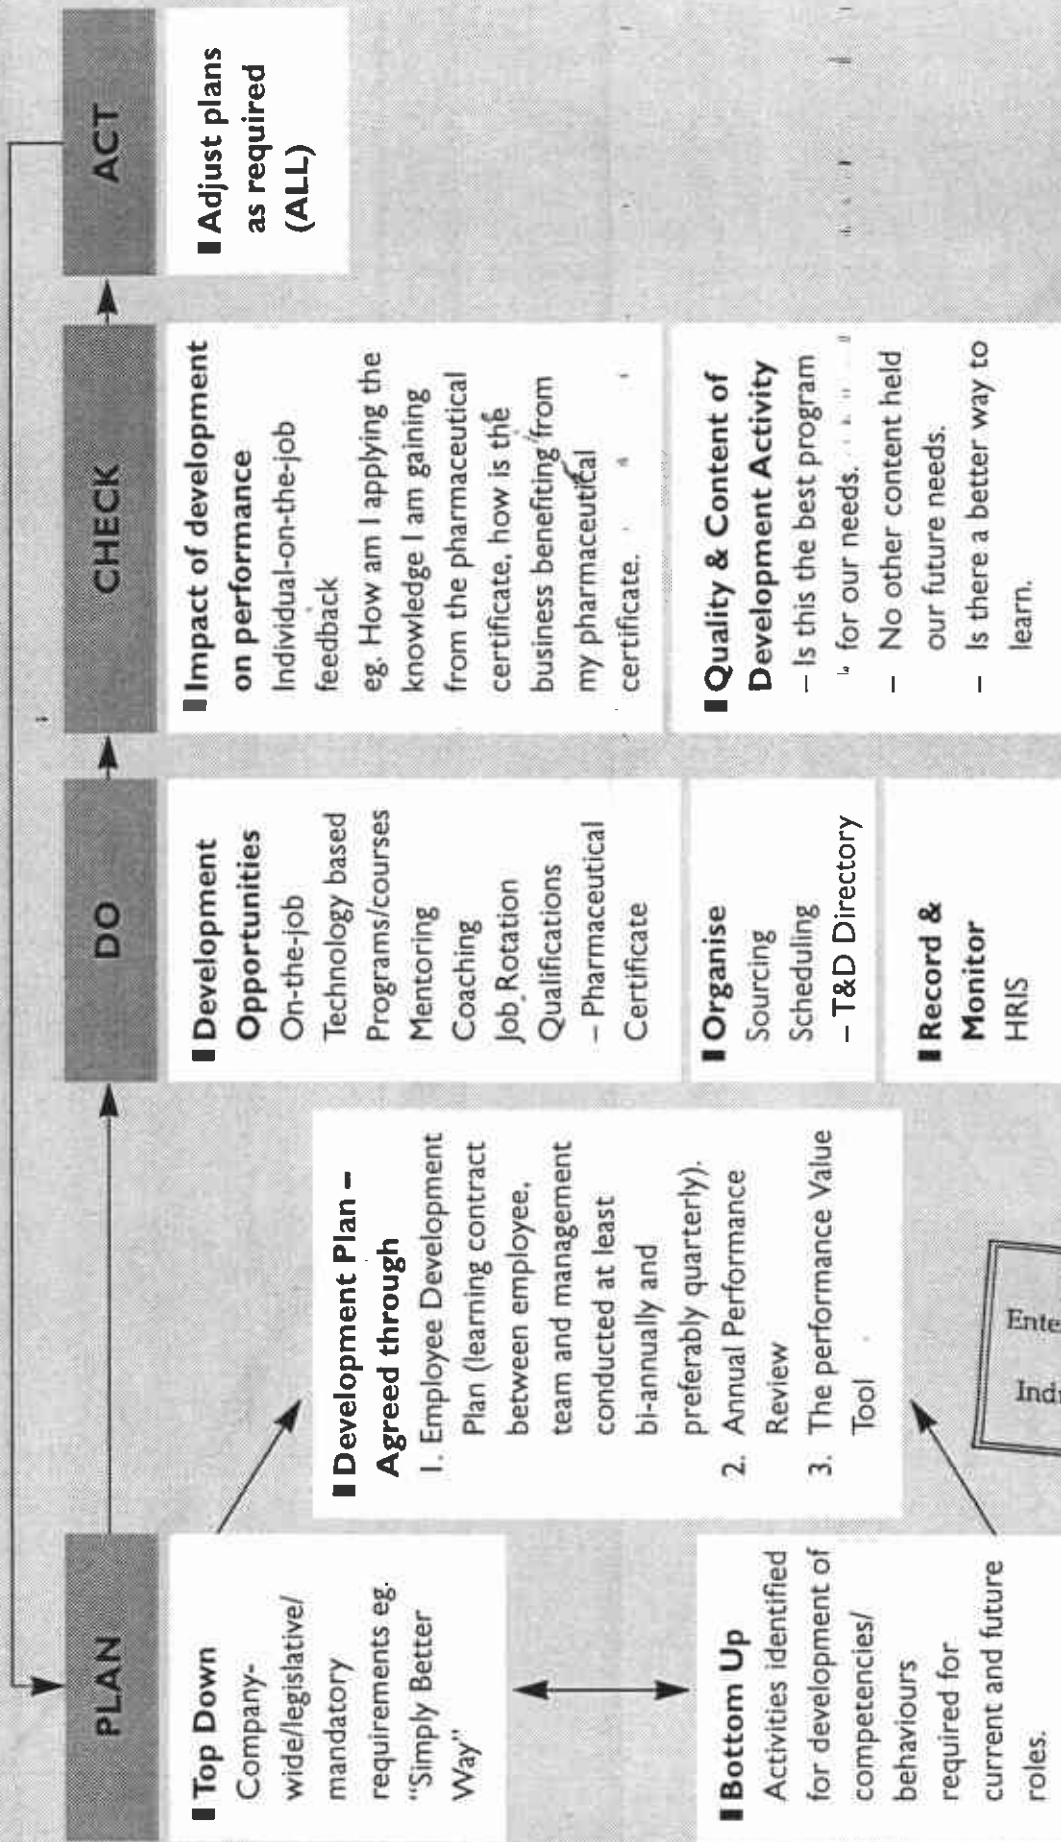 PLAN
DO
CHECK
ACT
Top Down
Company-
wide/legislative/
mandatory
requirements eg.
“Simply Better
Way”
Bottom Up
Activities identified
for development of
competencies/
behaviours
required for
current and future
roles.
Development Plan –
Agreed through
1. Employee Development
Plan (learning contract
between employee,
team and management
conducted at least
bi-annually and
preferably quarterly).
2. Annual Performance
Review
3. The performance Value
Tool
Development
Opportunities
On-the-job
Technology based
Programs/courses
Mentoring
Coaching
Job Rotation
Qualifications
– Pharmaceutical
Certificate
Organise
Sourcing
Scheduling
– T&D Directory
Record &
Monitor
HRIS
Impact of development
on performance
Individual-on-the-job
feedback
eg. How am I applying the
knowledge I am gaining
from the pharmaceutical
certificate, how is the
business benefiting from
my pharmaceutical
certificate.
Quality & Content of
Development Activity
– Is this the best program
for our needs.
– No other content held
our future needs.
– Is there a better way to
learn.
Adjust plans
as required
(ALL)
Ente
Indi